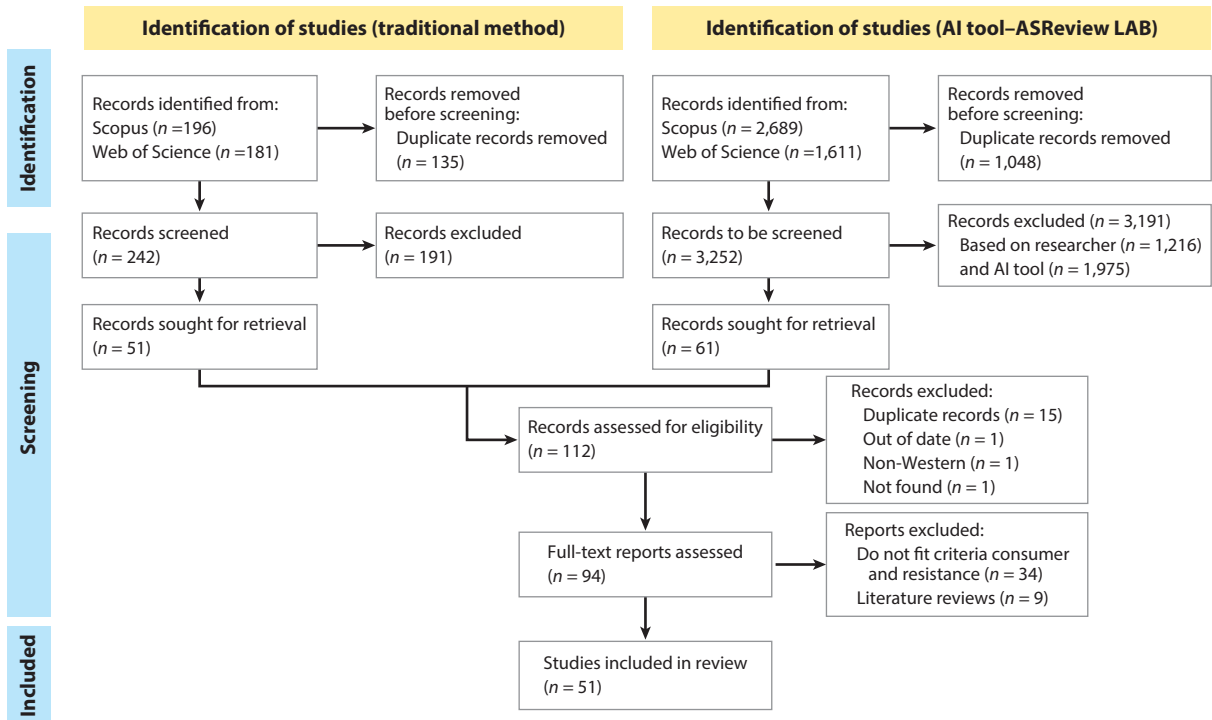 Identification of studies (traditional method)
Identification of studies (AI tool–ASReview LAB)
Identification
Records identified from:
Scopus (n =196)
Web of Science (n =181)
Records removed
before screening:
Duplicate records removed
(n = 135)
Records identified from:
Scopus (n = 2,689)
Web of Science (n =1,611)
Records removed
before screening:
Duplicate records removed
(n = 1,048)
Screening
Records screened
(n = 242)
Records excluded
(n = 191)
Records to be screened
(n = 3,252)
Records excluded (n = 3,191)
Based on researcher (n = 1,216)
and AI tool (n = 1,975)
Records sought for retrieval
(n = 51)
Records sought for retrieval
(n = 61)
Records assessed for eligibility
(n = 112)
Records excluded:
Duplicate records (n = 15)
Out of date (n = 1)
Non-Western (n = 1)
Not found (n = 1)
Full-text reports assessed
(n = 94)
Reports excluded:
Do not fit criteria consumer
and resistance (n = 34)
Literature reviews (n = 9)
Included
Studies included in review
(n = 51)